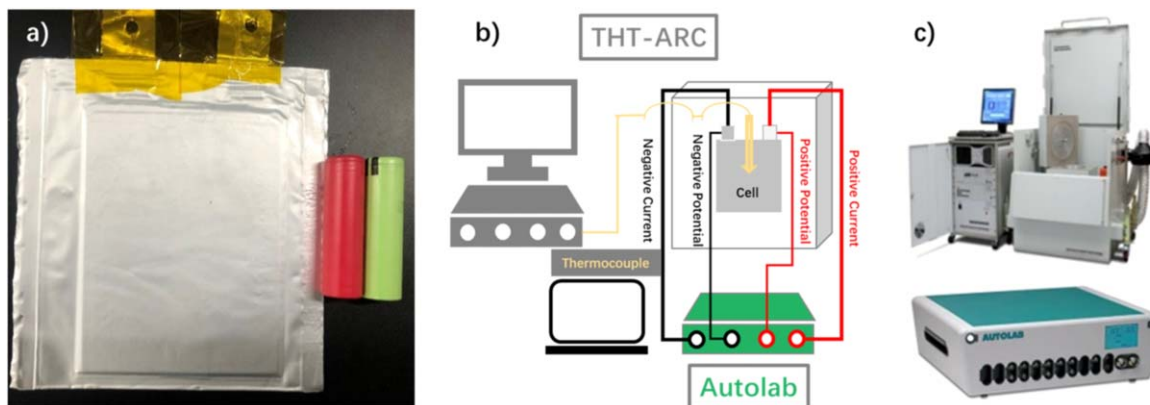 a)
b)
THT-ARC
Negative Current
Negative Potential
Positive Potential
Positive Current
Cell
Thermocouple
Autolab
c)
AUTOLAB